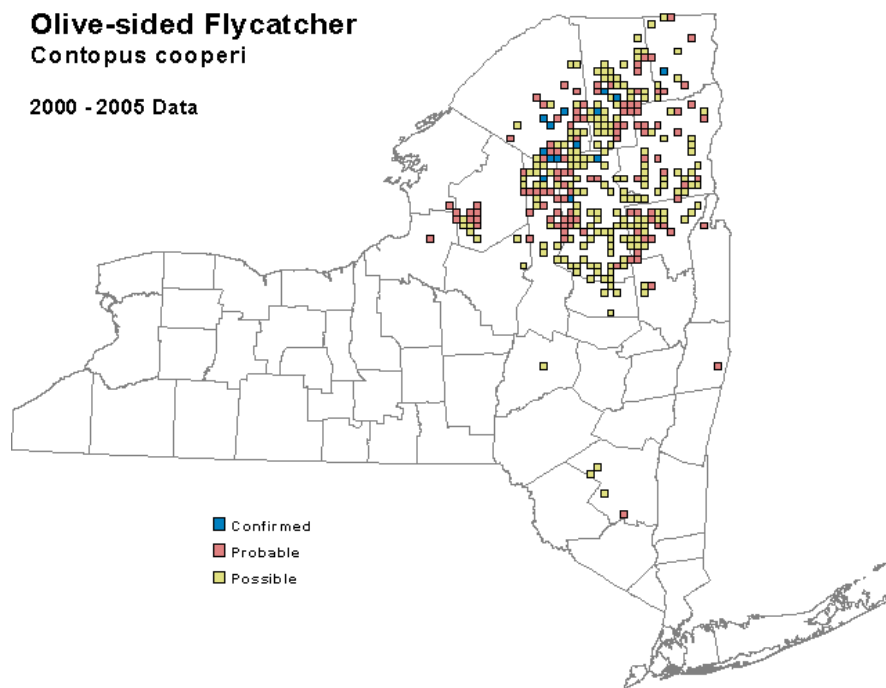 Olive-sided Flycatcher
Contopus cooperi
2000 - 2005 Data
Confirmed
Probable
Possible